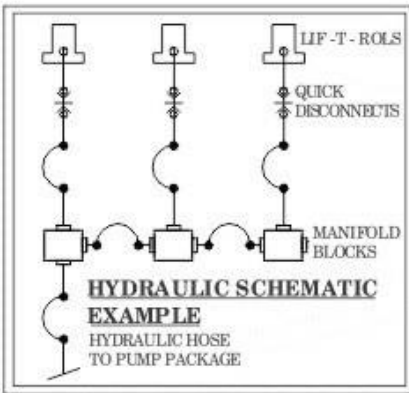 LIF -T - ROLS
QUICK
DISCONNECTS
MANIFOLD
BLOCKS
HYDRAULIC SCHEMATIC
EXAMPLE
HYDRAULIC HOSE
TO PUMP PACKAGE